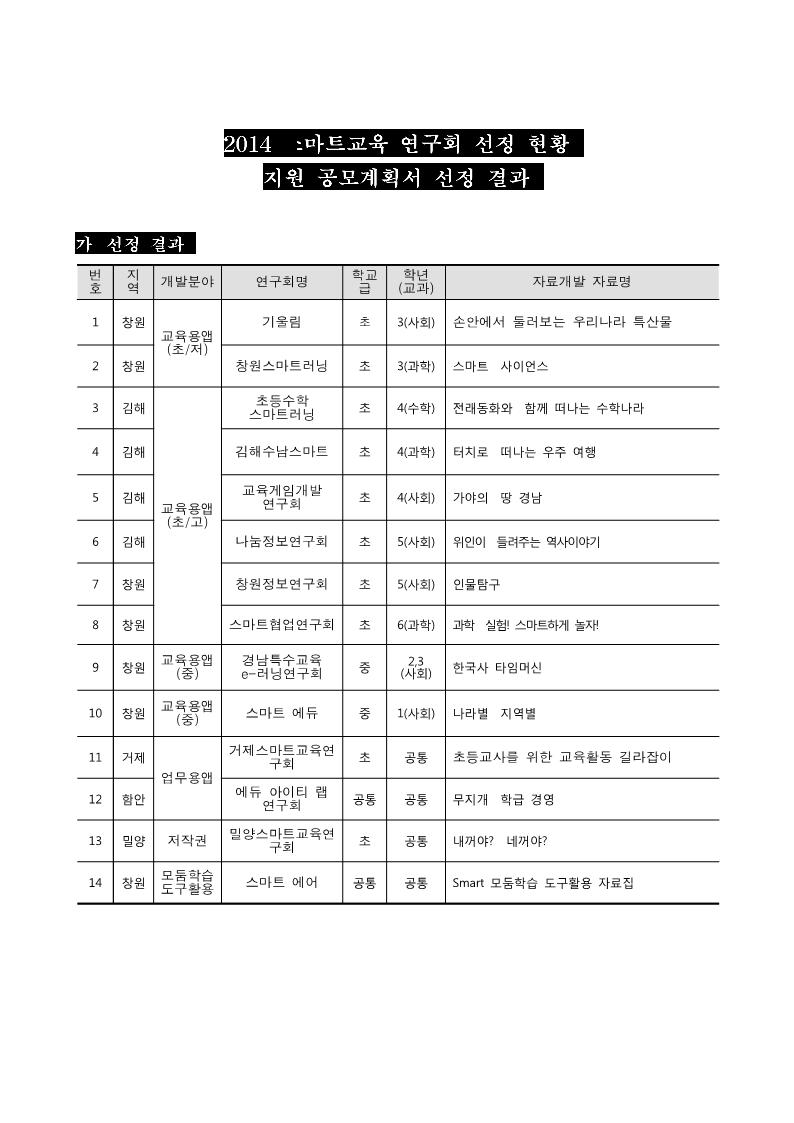 2014 스마트교육 연구회 선정 현황
지원 공모계획서 선정 결과
가 선정 결과
번호 지역 개발분야 연구회명 학교급 학년(교과) 자료개발 자료명
1 창원 교육용앱(초/저) 기울림 초 3(사회) 손안에서 둘러보는 우리나라 특산물
2 창원 창원스마트러닝 초 3(과학) 스마트 사이언스
3 김해 교육용앱(초/고) 초등수학 스마트러닝 초 4(수학) 전래동화와 함께 떠나는 수학나라
4 김해 김해수남스마트 초 4(과학) 터치로 떠나는 우주 여행
5 김해 교육게임개발 연구회 초 4(사회) 가야의 땅 경남
6 김해 나눔정보연구회 초 5(사회) 위인이 들려주는 역사이야기
7 창원 창원정보연구회 초 5(사회) 인물탐구
8 창원 스마트협업연구회 초 6(과학) 과학 실험! 스마트하게 놀자!
9 창원 교육용앱(중) 경남특수교육 e-러닝연구회 중 2,3(사회) 한국사 타임머신
10 창원 교육용앱(중) 스마트 에듀 중 1(사회) 나라별 지역별
11 거제 업무용앱 거제스마트교육연구회 초 공통 초등교사를 위한 교육활동 길라잡이
12 함안 에듀 아이티 랩 연구회 공통 공통 무지개 학급 경영
13 밀양 저작권 밀양스마트교육연구회 초 공통 내꺼야? 네꺼야?
14 창원 모둠학습 도구활용 스마트 에어 공통 공통 Smart 모둠학습 도구활용 자료집